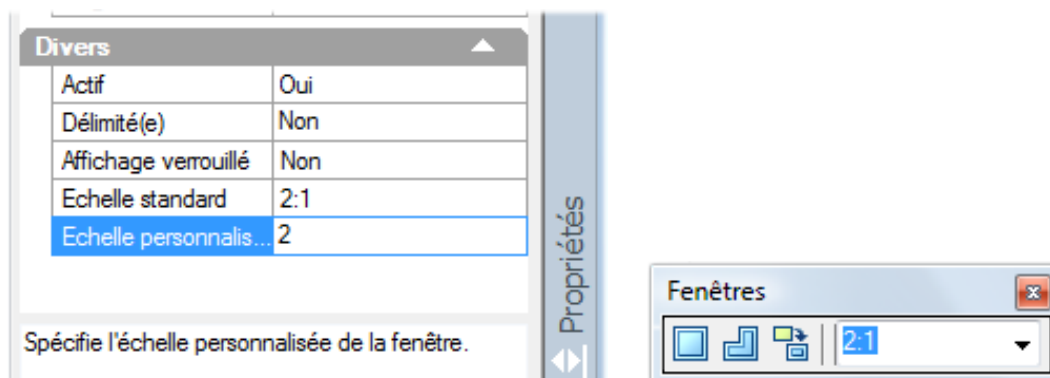 Divers
Actif Oui
Délimité(e) Non
Affichage verrouillé Non
Echelle standard 2:1
Echelle personnalis... 2
Spécifie l'échelle personnalisée de la fenêtre.
Propriétés
Fenêtres
2:1